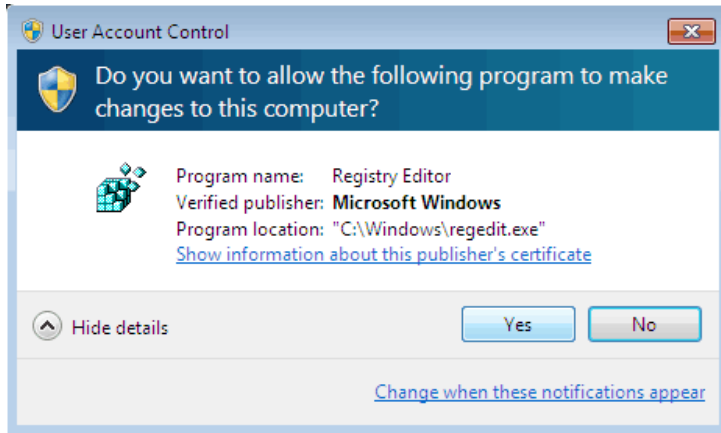 User Account Control
Do you want to allow the following program to make
changes to this computer?
Program name: Registry Editor
Verified publisher: Microsoft Windows
Program location: "C:\Windows\regedit.exe"
Show information about this publisher's certificate
Hide details
Yes
No
Change when these notifications appear